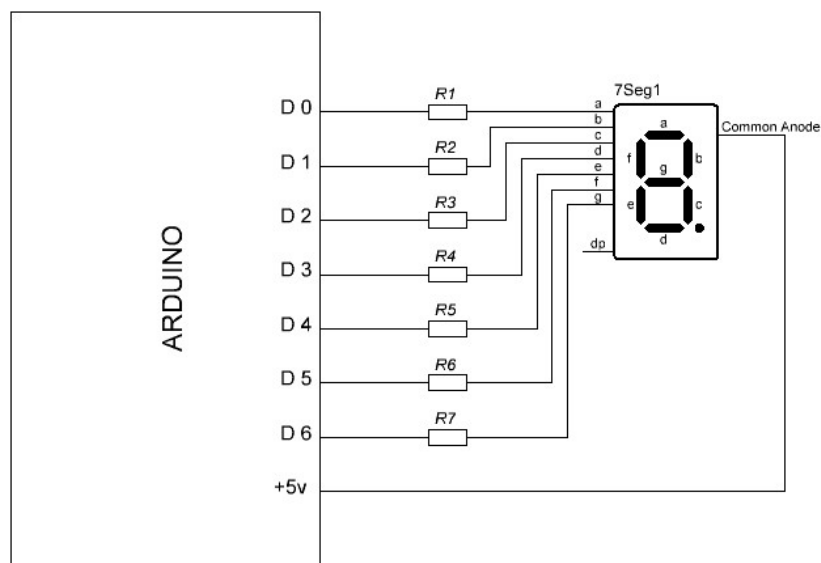 ARDUINO
D 0
D 1
D 2
D 3
D 4
D 5
D 6
+5v
R1
R2
R3
R4
R5
R6
R7
7Seg1
a
b
c
d
e
f
g
dp
a
f
b
g
e
c
d
Common Anode